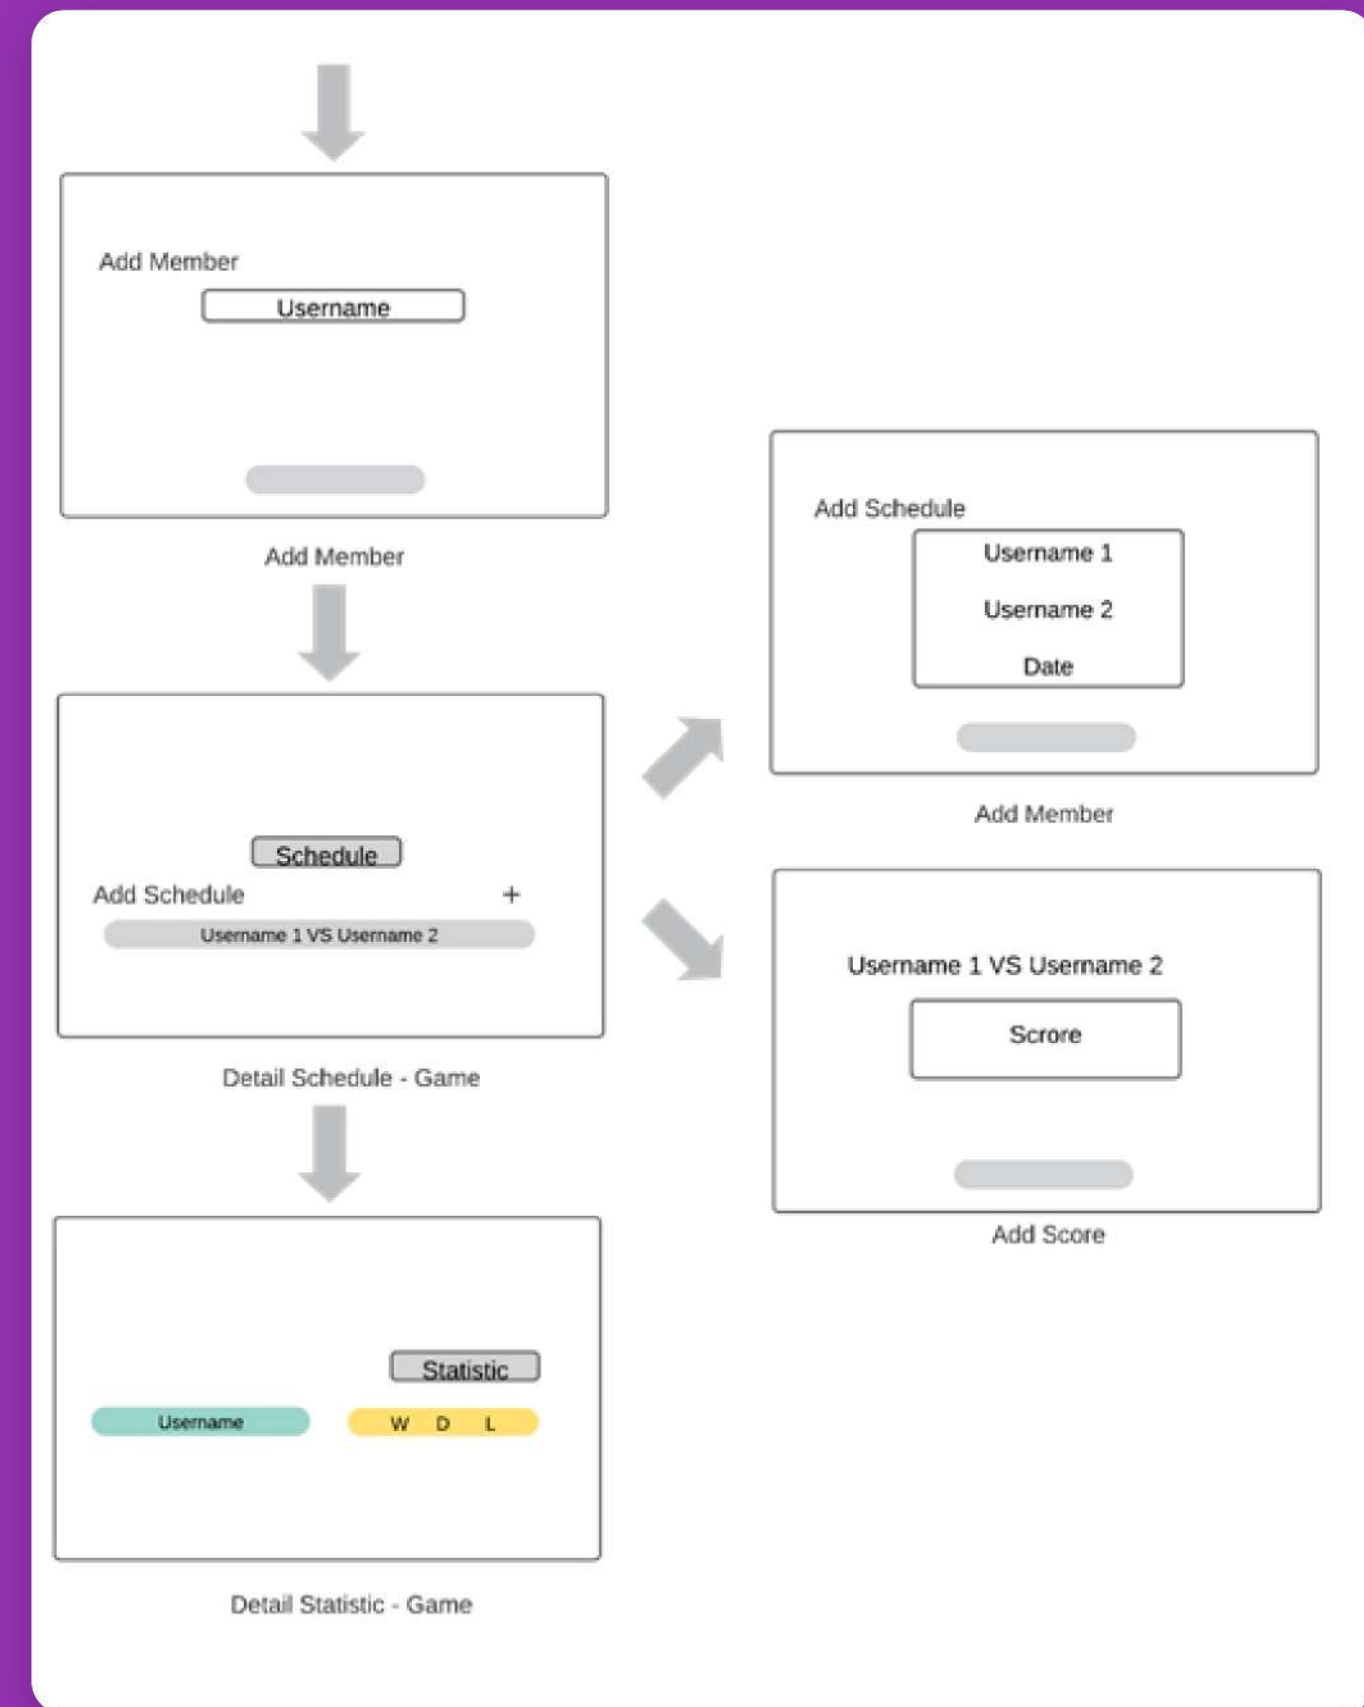 Add Member
Username
Add Member
Add Schedule
Username 1
Username 2
Date
Add Member
Schedule
Add Schedule +
Username 1 VS Username 2
Detail Schedule - Game
Username 1 VS Username 2
Scrore
Add Score
Statistic
Username W D L
Detail Statistic - Game